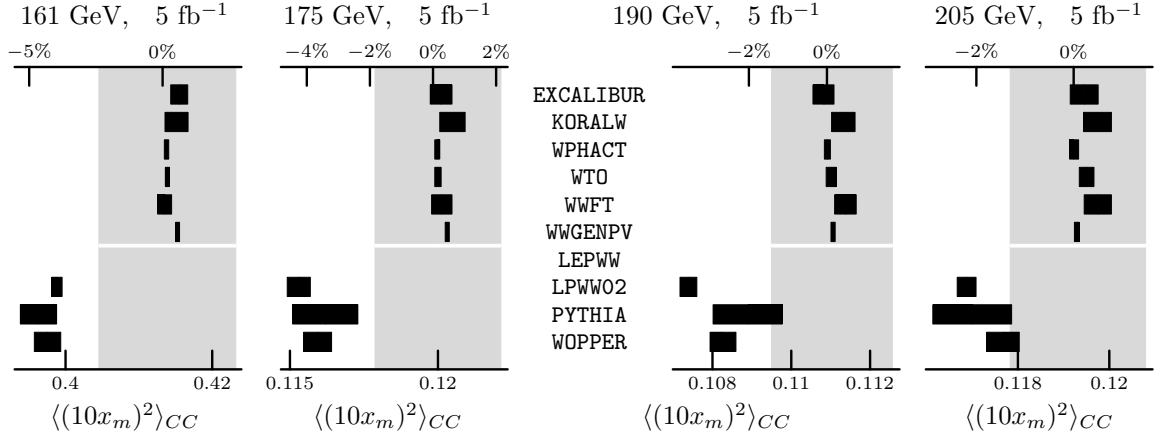 161 GeV, 5 fb⁻¹ 175 GeV, 5 fb⁻¹ 190 GeV, 5 fb⁻¹ 205 GeV, 5 fb⁻¹
−5% 0% −4% −2% 0% 2% −2% 0% −2% 0%
EXCALIBUR
KORALW
WPHACT
WTO
WWFT
WWGENPV
LEPWW
LPWW02
PYTHIA
WOPPER
0.4 0.42 0.115 0.12 0.108 0.11 0.112 0.118 0.12
⟨(10xₘ)²⟩CC ⟨(10xₘ)²⟩CC ⟨(10xₘ)²⟩CC ⟨(10xₘ)²⟩CC